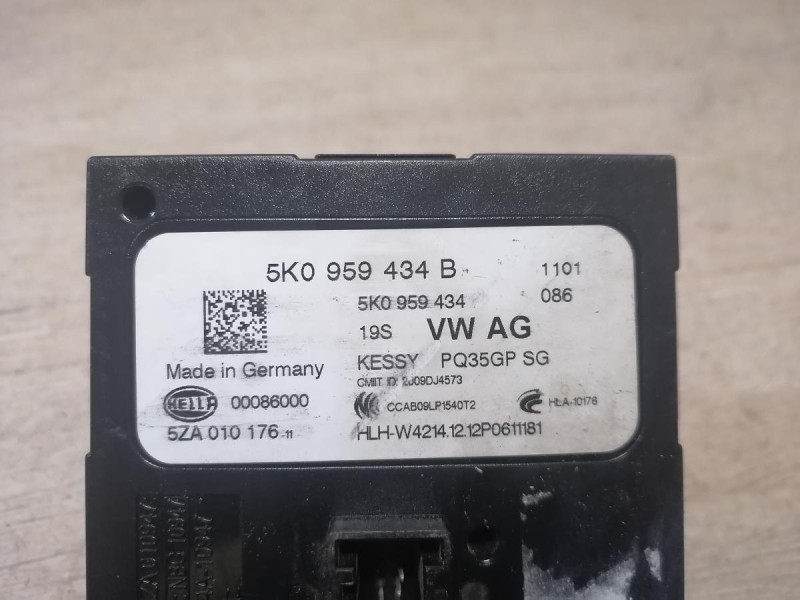 5K0 959 434 B 1101
5K0 959 434 086
19S VW AG
Made in Germany KESSY PQ35GP SG
CMIIT ID: 2J09DJ4573
HELLA 00086000 CCAB09LP1540T2 HLA-10176
5ZA 010 176-11 HLH-W4214.12.12P0611181